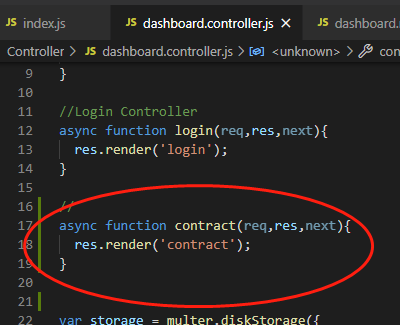 JS index.js JS dashboard.controller.js × JS dashboard.
Controller > JS dashboard.controller.js > <unknown> > con
9 }
10
11 //Login Controller
12 async function login(req,res,next){
13 res.render('login');
14 }
15
16 //
17 async function contract(req,res,next){
18 res.render('contract');
19 }
20
21
22 var storage = multer.diskStorage({